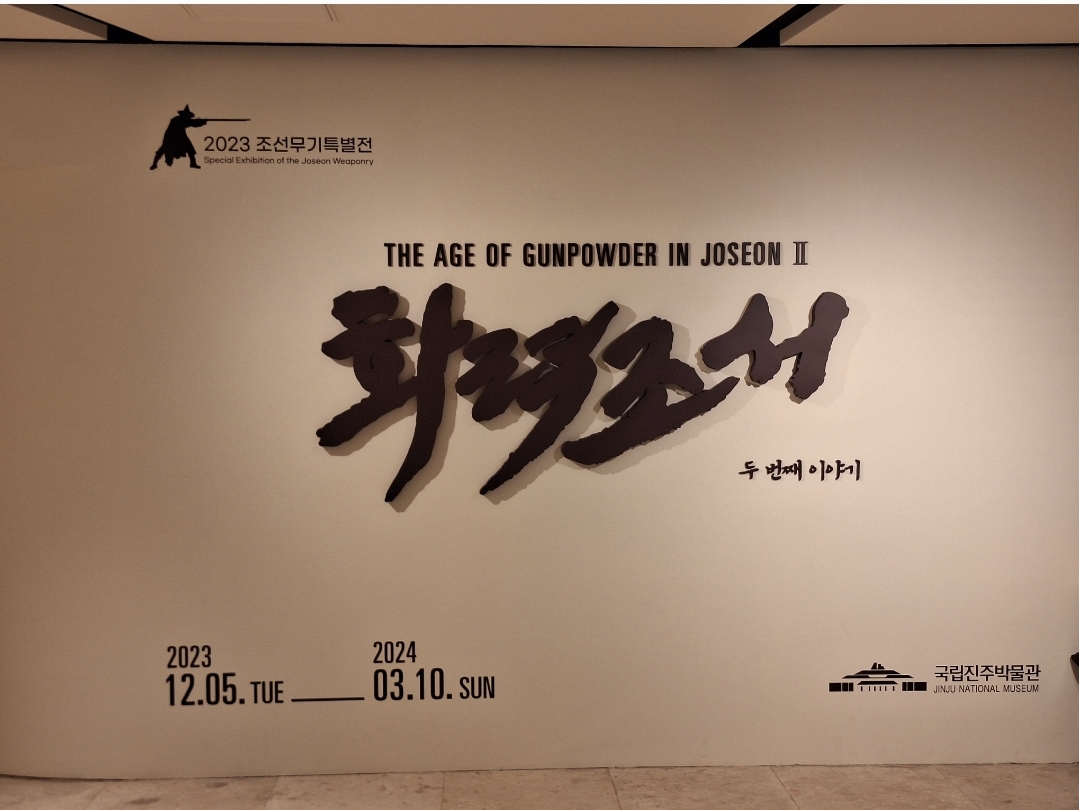 2023 조선무기특별전
Special Exhibition of the Joseon Weaponry
THE AGE OF GUNPOWDER IN JOSEON Ⅱ
화력조선
두 번째 이야기
2023
12.05. TUE
2024
03.10. SUN
국립진주박물관
JINJU NATIONAL MUSEUM